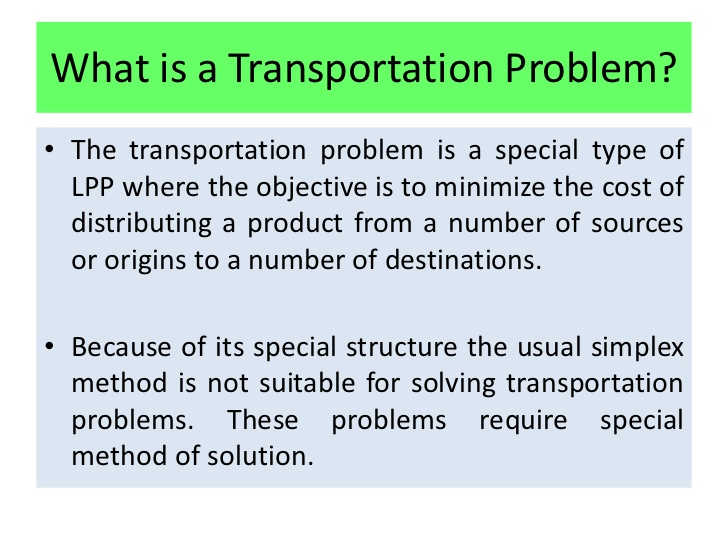 What is a Transportation Problem?
• The transportation problem is a special type of
LPP where the objective is to minimize the cost of
distributing a product from a number of sources
or origins to a number of destinations.
• Because of its special structure the usual simplex
method is not suitable for solving transportation
problems. These problems require special
method of solution.